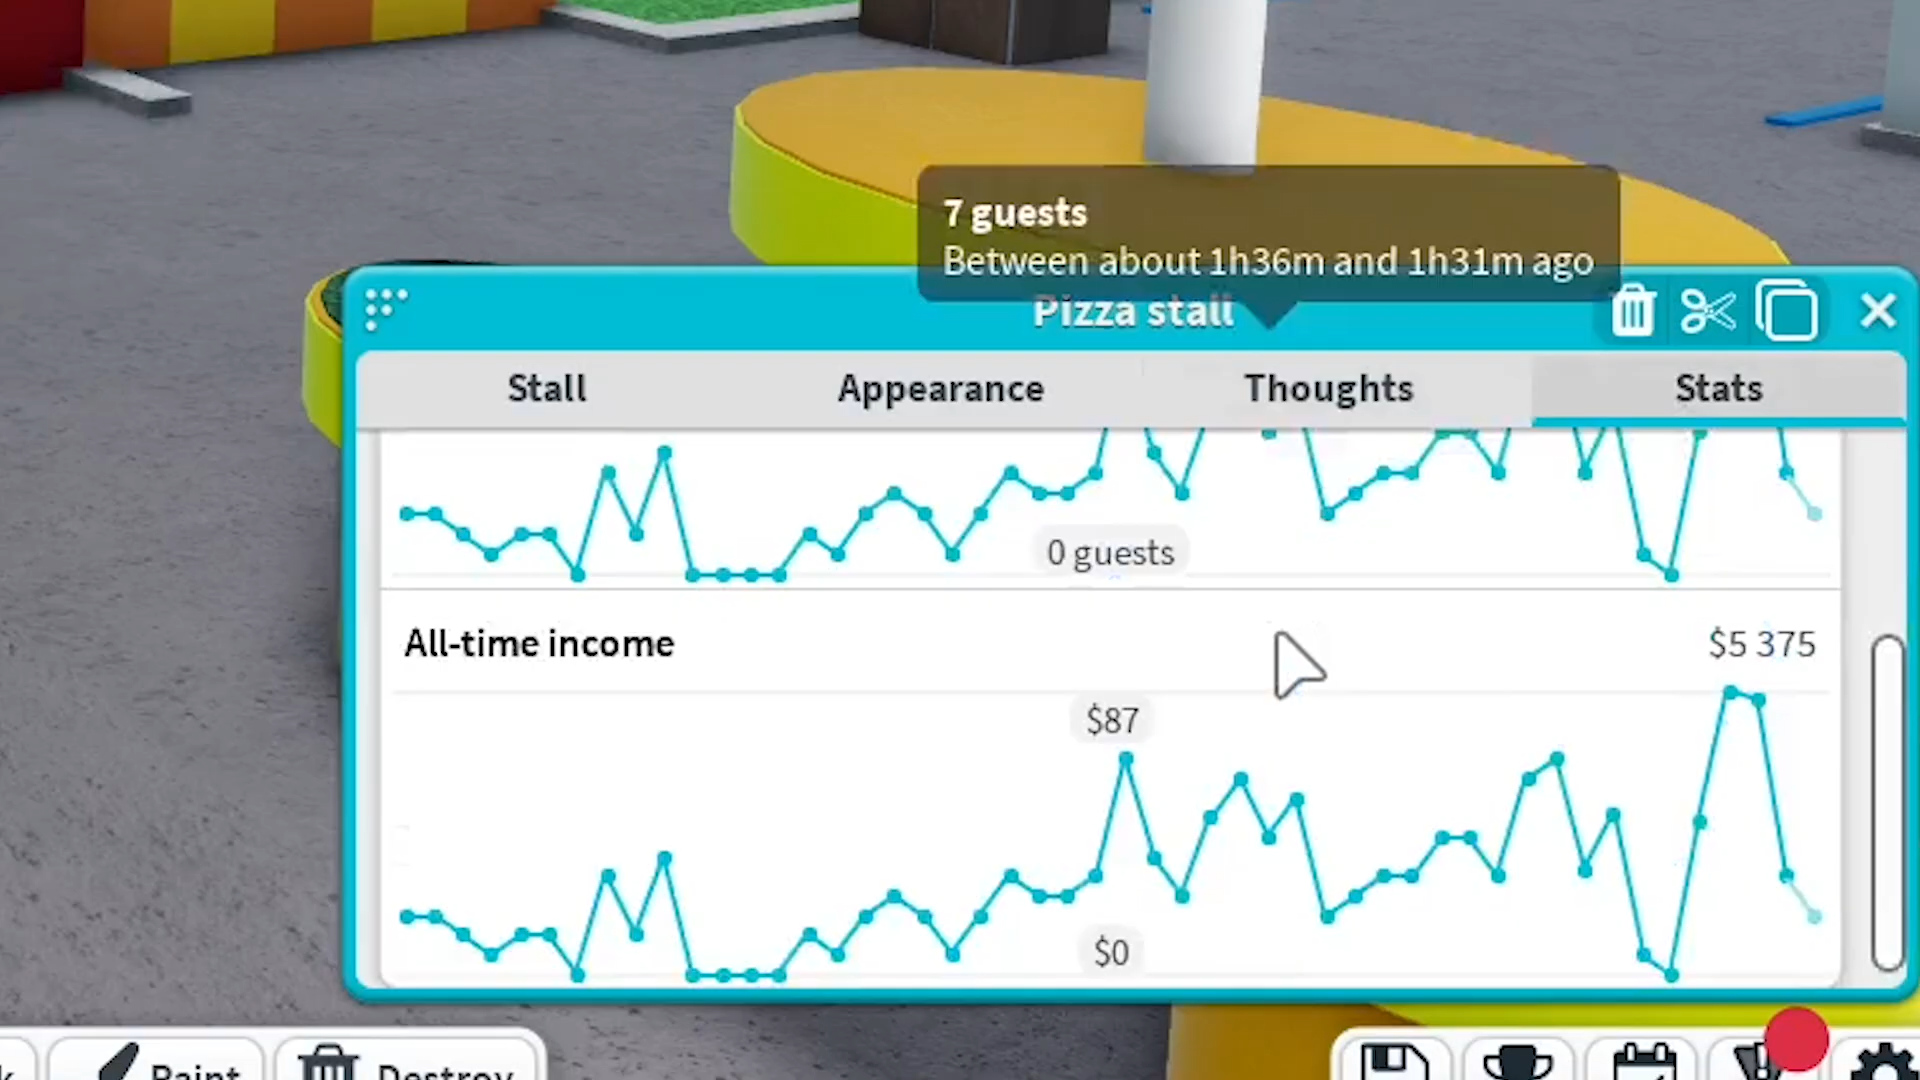 7 guests
Between about 1h36m and 1h31m ago
Pizza stall
Stall
Appearance
Thoughts
Stats
0 guests
All-time income
$5 375
$87
$0
Paint
Destroy